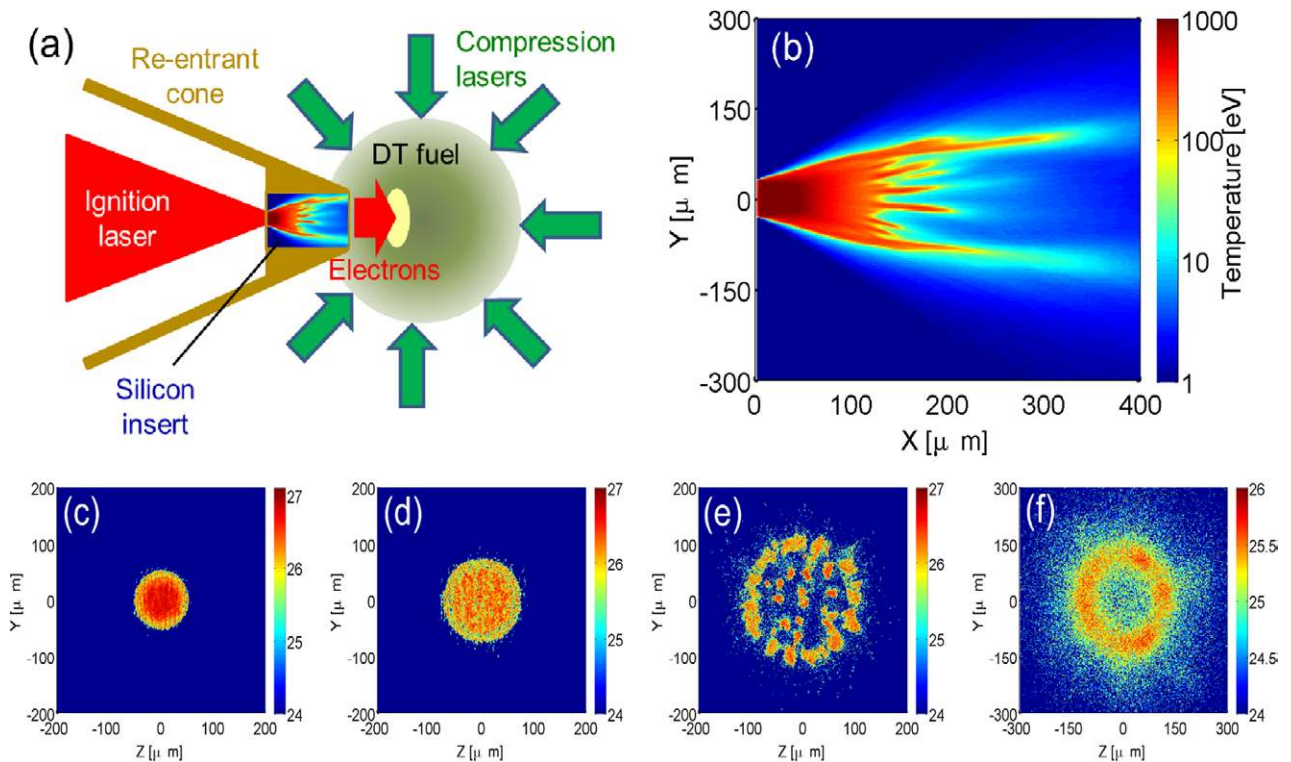 (a)
Re-entrant
cone
Compression
lasers
DT fuel
Ignition
laser
Electrons
Silicon
insert
(b)
300
150
0
-150
-300
Y [μ m]
0
100
200
300
400
X [μ m]
1000
100
10
1
Temperature [eV]
(c)
200
100
0
-100
-200
Y [μ m]
-200
-100
0
100
200
Z [μ m]
27
26
25
24
(d)
200
100
0
-100
-200
Y [μ m]
-200
-100
0
100
200
Z [μ m]
27
26
25
24
(e)
200
100
0
-100
-200
Y [μ m]
-200
-100
0
100
200
Z [μ m]
27
26
25
24
(f)
300
150
0
-150
-300
Y [μ m]
-300
-150
0
150
300
Z [μ m]
26
25.5
25
24.5
24